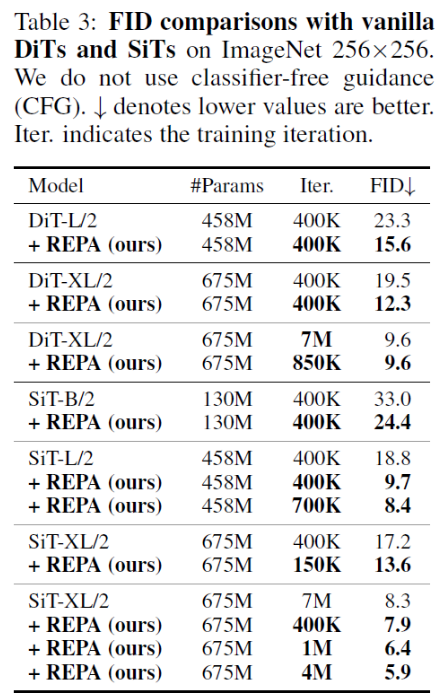 Table 3: FID comparisons with vanilla
DiTs and SiTs on ImageNet 256×256.
We do not use classifier-free guidance
(CFG). ↓ denotes lower values are better.
Iter. indicates the training iteration.
Model #Params Iter. FID↓
DiT-L/2 458M 400K 23.3
+ REPA (ours) 458M 400K 15.6
DiT-XL/2 675M 400K 19.5
+ REPA (ours) 675M 400K 12.3
DiT-XL/2 675M 7M 9.6
+ REPA (ours) 675M 850K 9.6
SiT-B/2 130M 400K 33.0
+ REPA (ours) 130M 400K 24.4
SiT-L/2 458M 400K 18.8
+ REPA (ours) 458M 400K 9.7
+ REPA (ours) 458M 700K 8.4
SiT-XL/2 675M 400K 17.2
+ REPA (ours) 675M 150K 13.6
SiT-XL/2 675M 7M 8.3
+ REPA (ours) 675M 400K 7.9
+ REPA (ours) 675M 1M 6.4
+ REPA (ours) 675M 4M 5.9